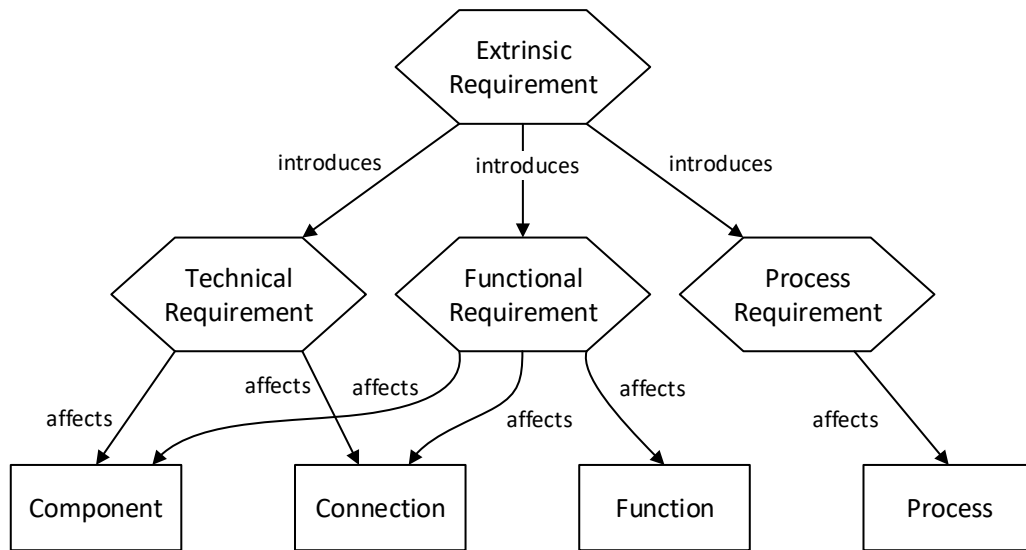 Extrinsic
Requirement
introduces
introduces
introduces
Technical
Requirement
Functional
Requirement
Process
Requirement
affects
affects
affects
affects
affects
affects
Component
Connection
Function
Process